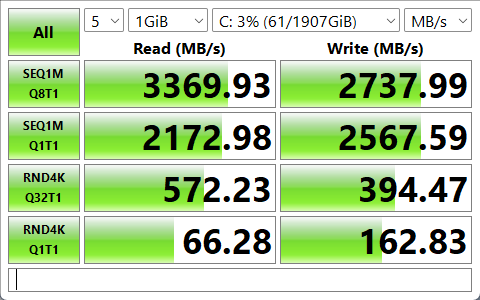 All 5 1GiB C: 3% (61/1907GiB) MB/s
Read (MB/s) Write (MB/s)
SEQ1M
Q8T1
3369.93 2737.99
SEQ1M
Q1T1
2172.98 2567.59
RND4K
Q32T1
572.23 394.47
RND4K
Q1T1
66.28 162.83